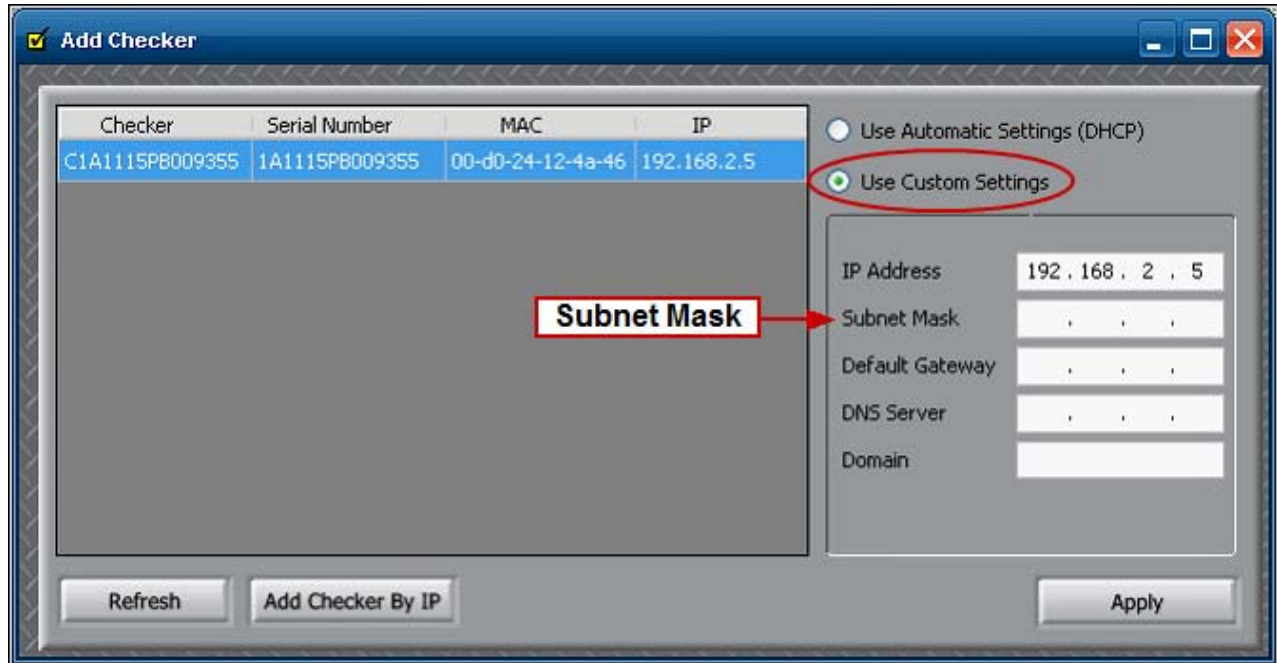 Add Checker
Checker Serial Number MAC IP
C1A1115PB009355 1A1115PB009355 00-d0-24-12-4a-46 192.168.2.5
Use Automatic Settings (DHCP)
Use Custom Settings
IP Address 192 . 168 . 2 . 5
Subnet Mask
Subnet Mask . . .
Default Gateway . . .
DNS Server . . .
Domain
Refresh Add Checker By IP Apply